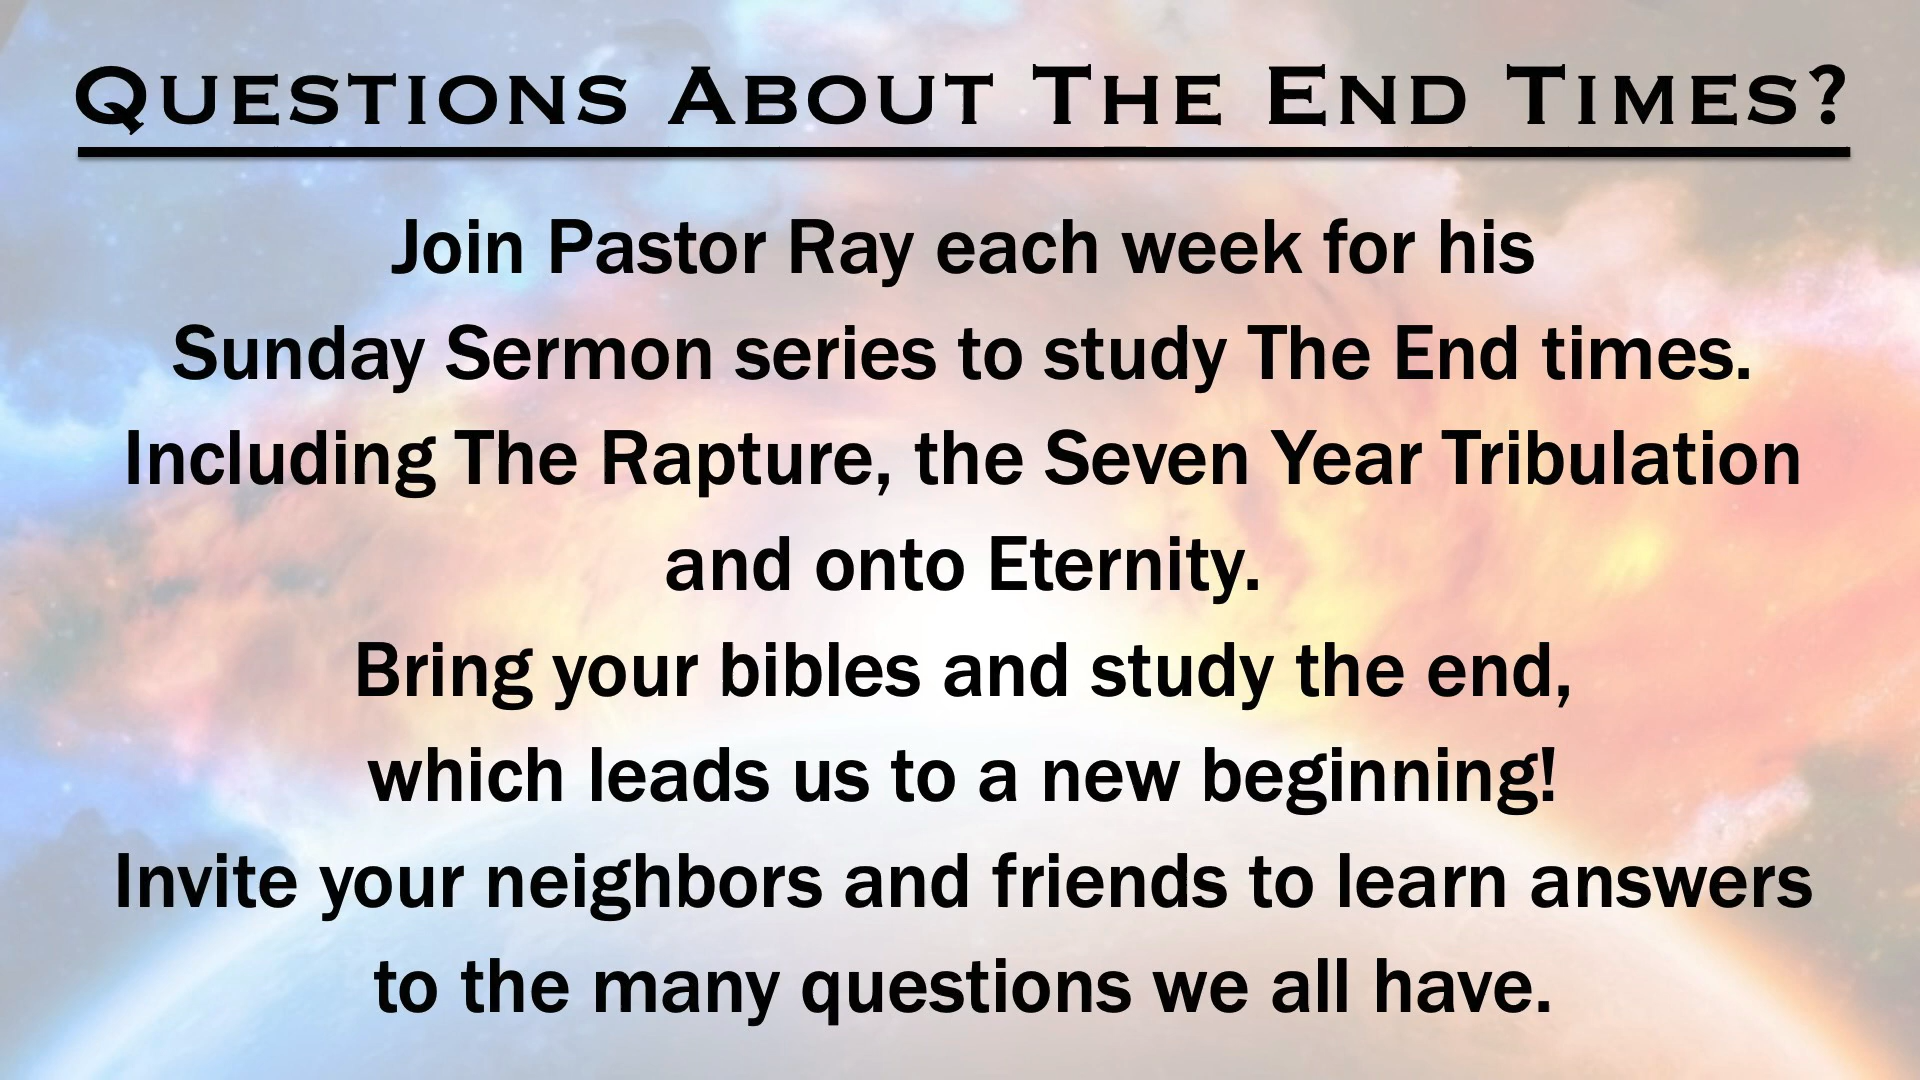 Questions About The End Times?
Join Pastor Ray each week for his
Sunday Sermon series to study The End times.
Including The Rapture, the Seven Year Tribulation
and onto Eternity.
Bring your bibles and study the end,
which leads us to a new beginning!
Invite your neighbors and friends to learn answers
to the many questions we all have.